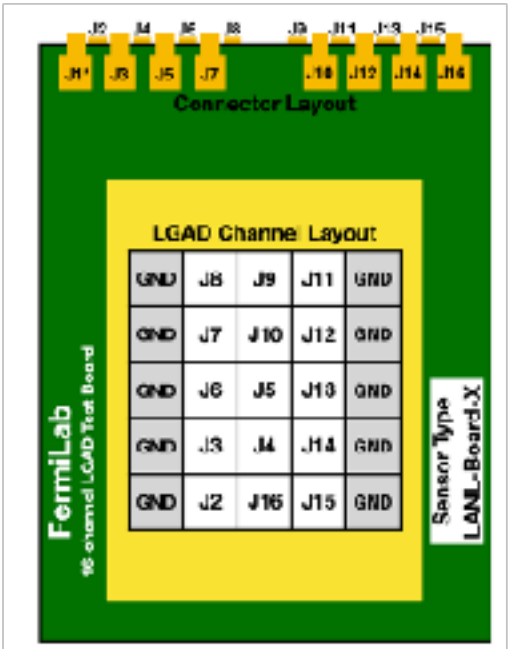 J2 J4 J6 J8 J9 J11 J13 J15
J1* J3 J5 J7 J10 J12 J14 J16
Connector Layout
LGAD Channel Layout
GND J8 J9 J11 GND
GND J7 J10 J12 GND
GND J6 J5 J13 GND
GND J3 J4 J14 GND
GND J2 J16 J15 GND
FermiLab
16 channel LGAD Test Board
Sensor Type
LANL-Board-X